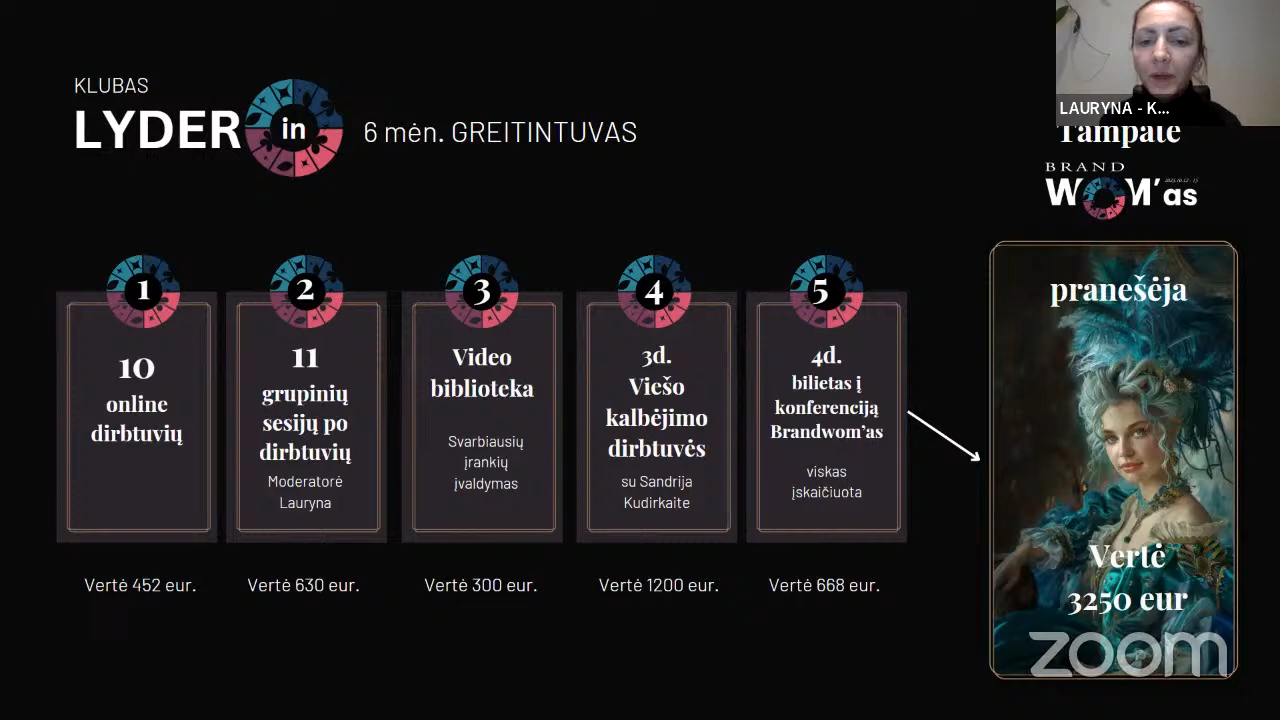 KLUBAS
LYDER in
6 mėn. GREITINTUVAS
LAURYNA - K...
Tampate
BRAND
W M'as
1
10
online
dirbtuvių
Vertė 452 eur.
2
11
grupinių
sesijų po
dirbtuvių
Moderatorė
Lauryna
Vertė 630 eur.
3
Video
biblioteka
Svarbiausių
įrankių
įvaldymas
Vertė 300 eur.
4
3d.
Viešo
kalbėjimo
dirbtuvės
su Sandrija
Kudirkaite
Vertė 1200 eur.
5
4d.
bilietas į
konferenciją
Brandwom'as
viskas
įskaičiuota
Vertė 668 eur.
pranešėja
Vertė
3250 eur
zoom